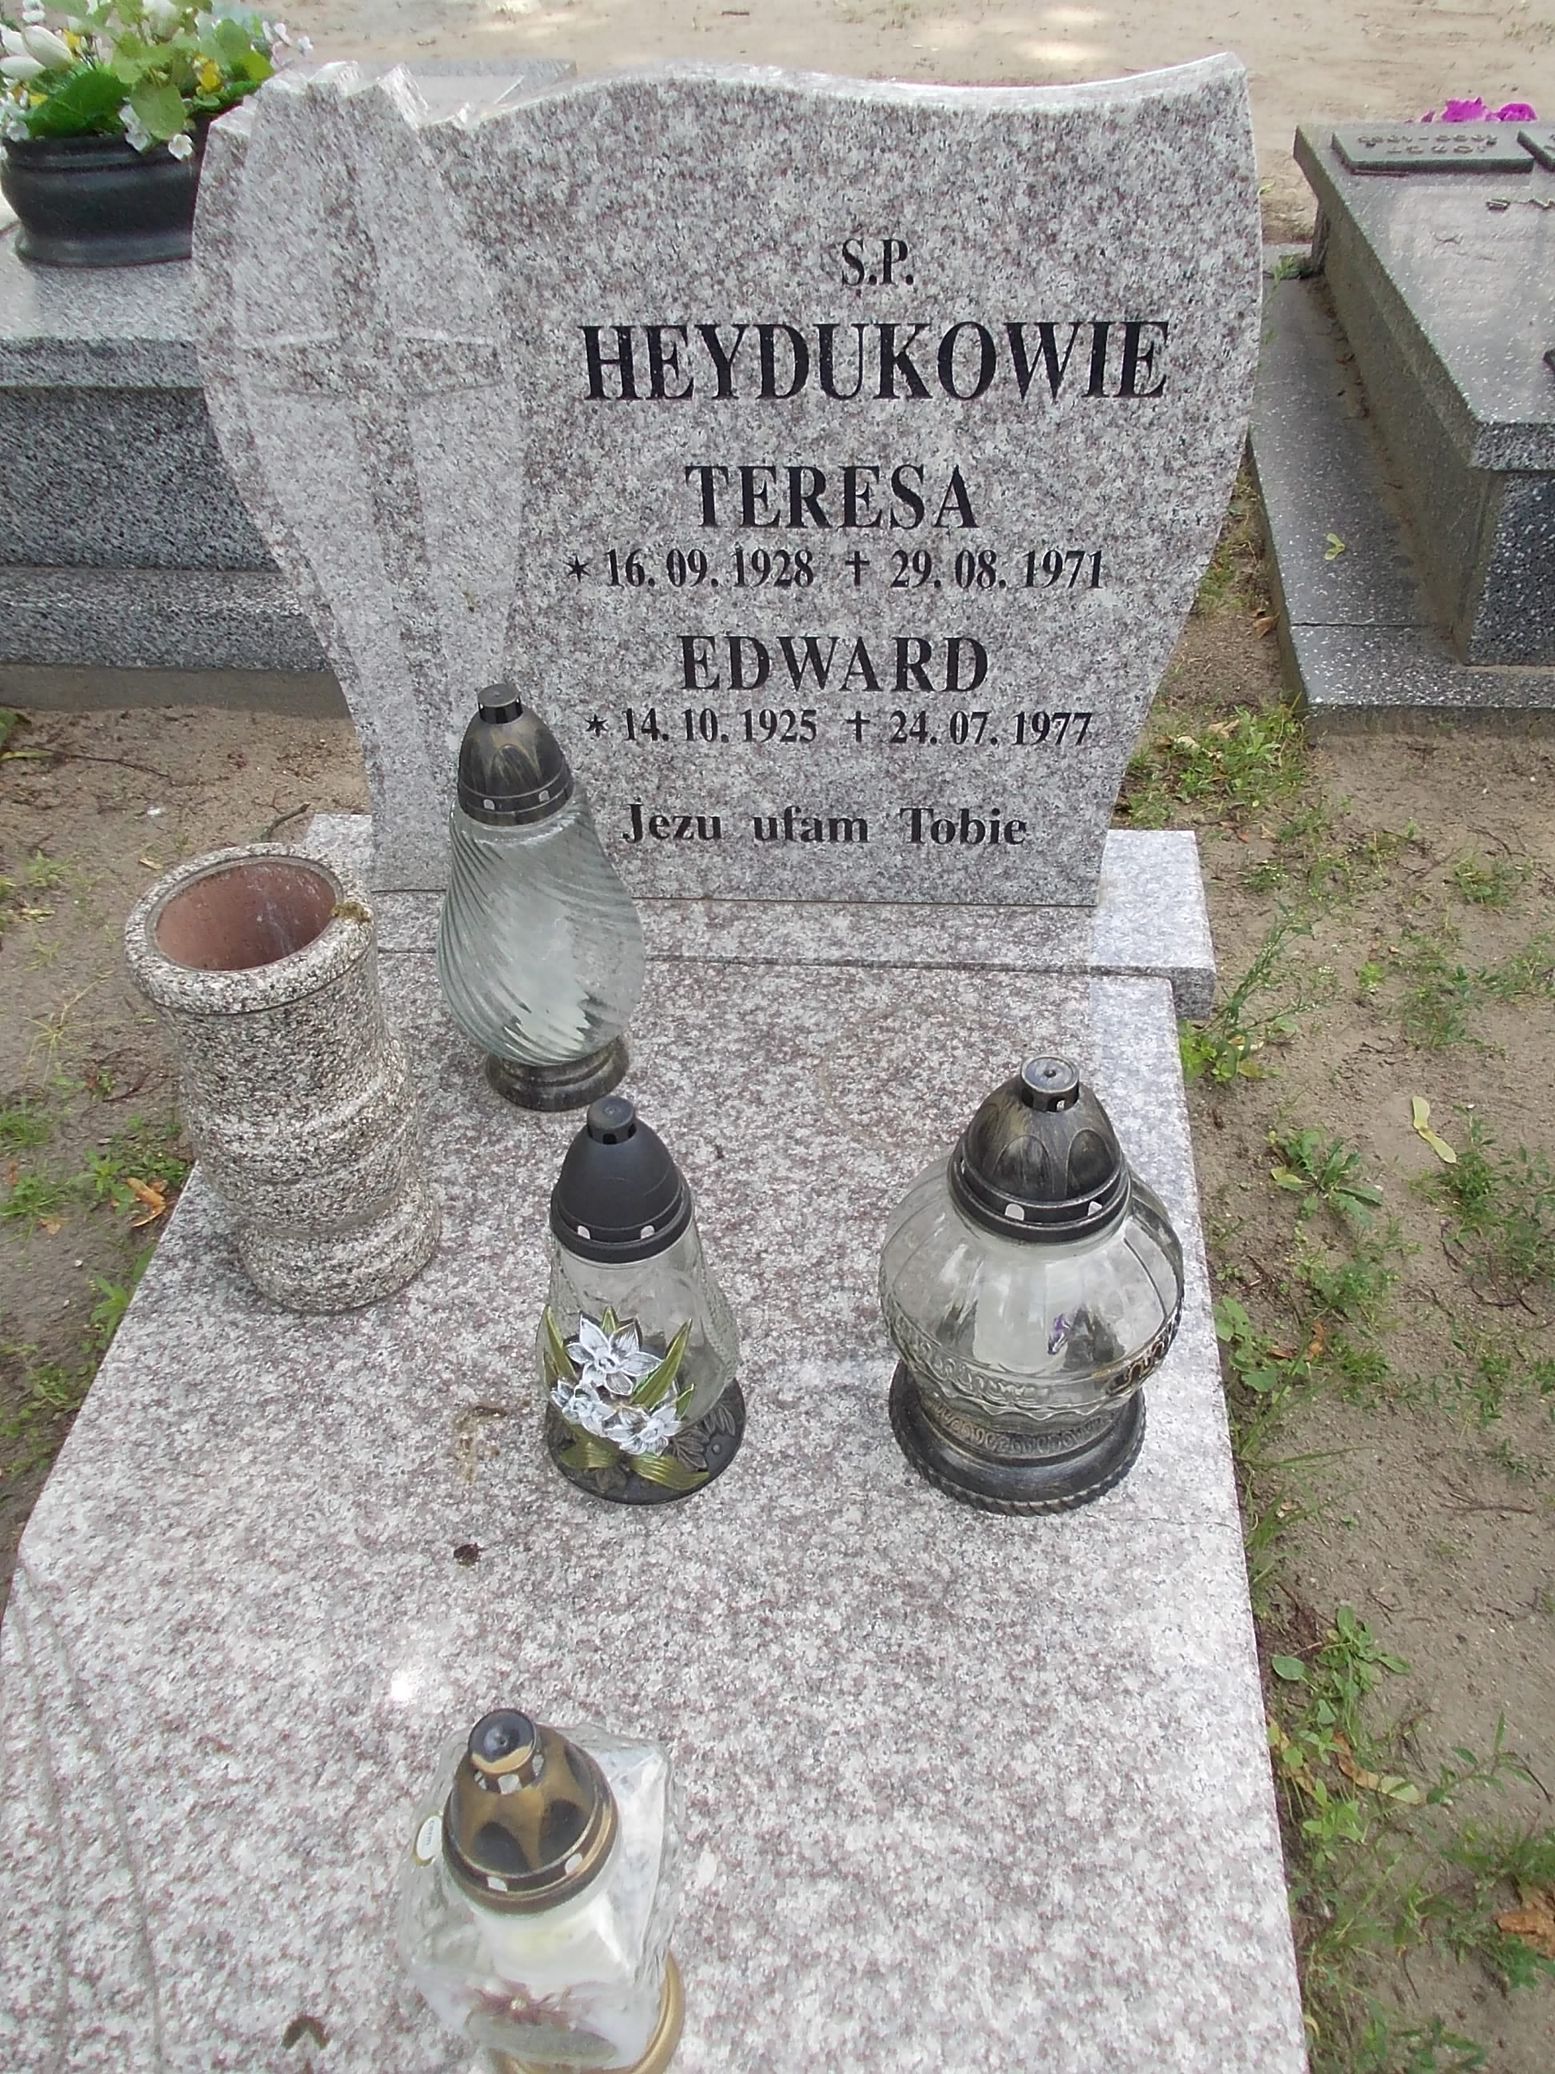 S.P.
HEYDUKOWIE
TERESA
* 16. 09. 1928 † 29. 08. 1971
EDWARD
* 14. 10. 1925 † 24. 07. 1977
Jezu ufam Tobie